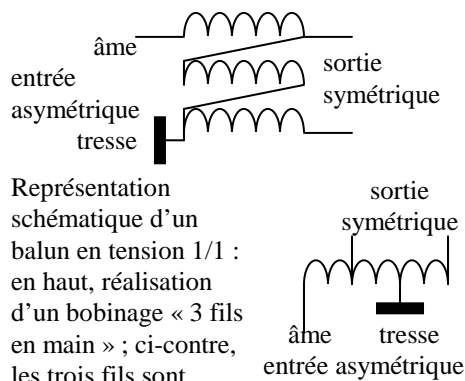 âme
entrée
asymétrique
tresse
sortie
symétrique
Représentation
schématique d'un
balun en tension 1/1 :
en haut, réalisation
d'un bobinage « 3 fils
en main » ; ci-contre,
les trois fils sont
sortie
symétrique
âme tresse
entrée asymétrique